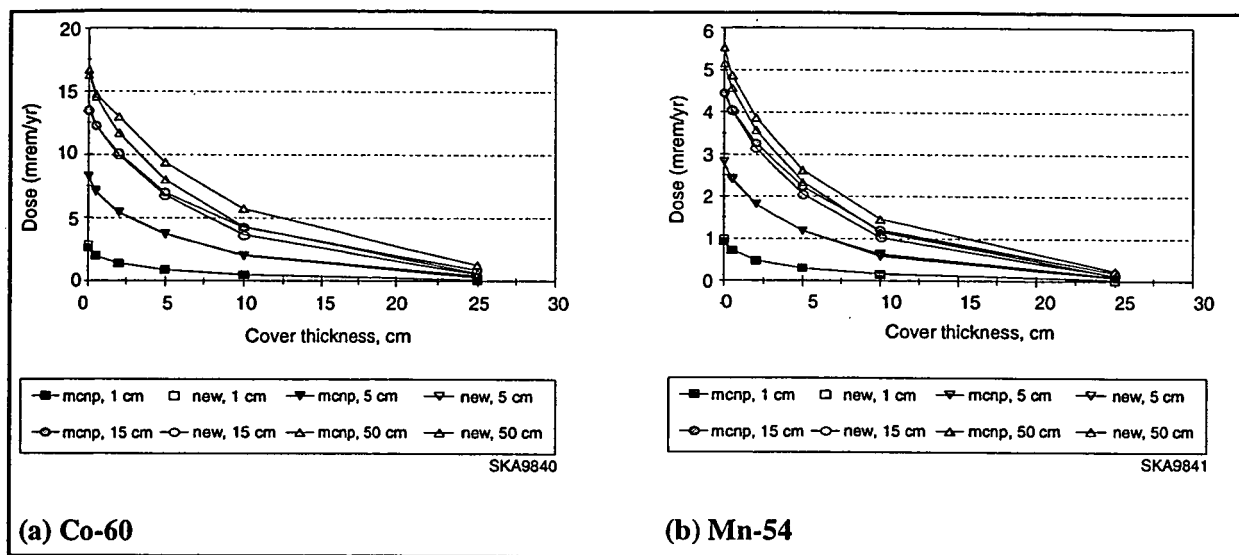 20
15
10
5
0
Dose (mrem/yr)
0 5 10 15 20 25 30
Cover thickness, cm
mcnp, 1 cm new, 1 cm mcnp, 5 cm new, 5 cm
mcnp, 15 cm new, 15 cm mcnp, 50 cm new, 50 cm
SKA9840
(a) Co-60
6
5
4
3
2
1
0
Dose (mrem/yr)
0 5 10 15 20 25 30
Cover thickness, cm
mcnp, 1 cm new, 1 cm mcnp, 5 cm new, 5 cm
mcnp, 15 cm new, 15 cm mcnp, 50 cm new, 50 cm
SKA9841
(b) Mn-54